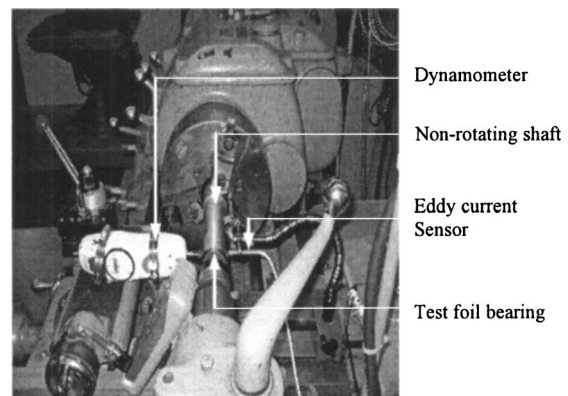 Dynamometer
Non-rotating shaft
Eddy current
Sensor
Test foil bearing